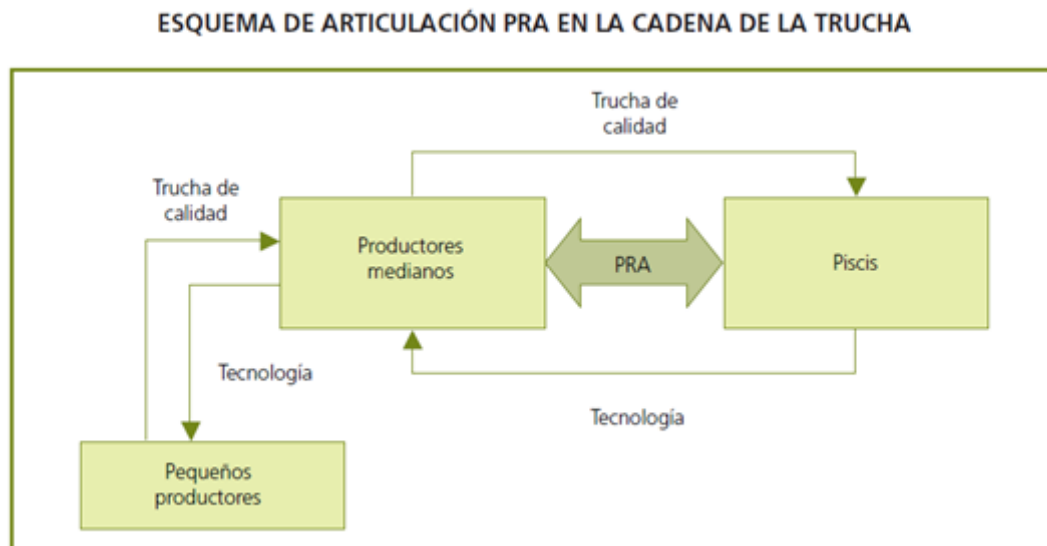 ESQUEMA DE ARTICULACIÓN PRA EN LA CADENA DE LA TRUCHA
Trucha de
calidad
Trucha de
calidad
Productores
medianos
PRA
Piscis
Tecnología
Tecnología
Pequeños
productores